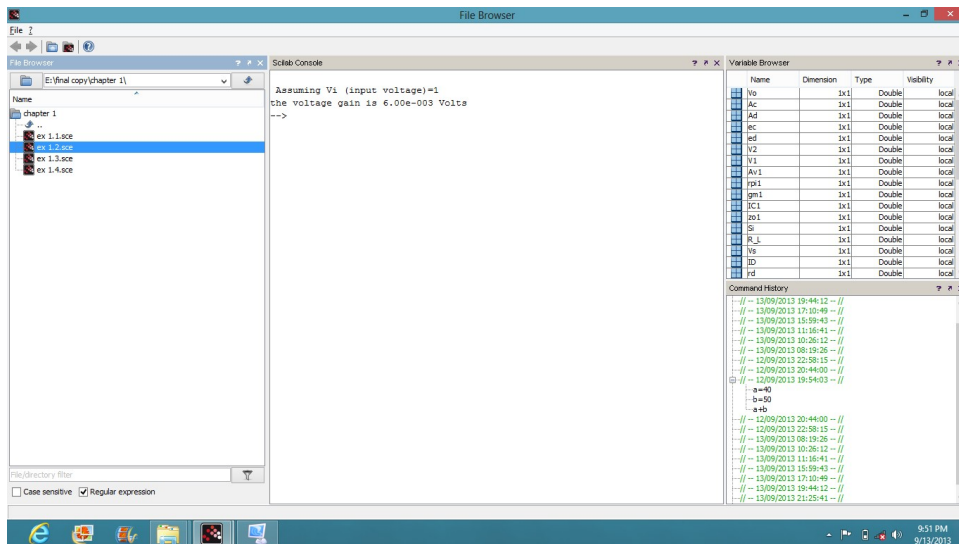 File Browser
File ?
File Browser ? × Scilab Console ? × Variable Browser ?
E:\final copy\chapter 1\
Name
chapter 1
..
ex 1.1.sce
ex 1.2.sce
ex 1.3.sce
ex 1.4.sce
File/directory filter
Case sensitive Regular expression
Assuming Vi (input voltage)=1
the voltage gain is 6.00e-003 Volts
-->
Name Dimension Type Visibility
Vo 1x1 Double local
Ac 1x1 Double local
Ad 1x1 Double local
ec 1x1 Double local
ed 1x1 Double local
V2 1x1 Double local
V1 1x1 Double local
Av1 1x1 Double local
rpi1 1x1 Double local
gm1 1x1 Double local
IC1 1x1 Double local
zo1 1x1 Double local
Si 1x1 Double local
R_L 1x1 Double local
Vs 1x1 Double local
ID 1x1 Double local
rd 1x1 Double local
Command History ?
// -- 13/09/2013 19:44:12 -- //
// -- 13/09/2013 17:10:49 -- //
// -- 13/09/2013 15:59:43 -- //
// -- 13/09/2013 11:16:41 -- //
// -- 13/09/2013 10:26:12 -- //
// -- 13/09/2013 08:19:26 -- //
// -- 12/09/2013 22:58:15 -- //
// -- 12/09/2013 20:44:00 -- //
// -- 12/09/2013 19:54:03 -- //
a=40
b=50
a+b
// -- 12/09/2013 20:44:00 -- //
// -- 12/09/2013 22:58:15 -- //
// -- 13/09/2013 08:19:26 -- //
// -- 13/09/2013 10:26:12 -- //
// -- 13/09/2013 11:16:41 -- //
// -- 13/09/2013 15:59:43 -- //
// -- 13/09/2013 17:10:49 -- //
// -- 13/09/2013 19:44:12 -- //
// -- 13/09/2013 21:25:41 -- //
9:51 PM
9/13/2013